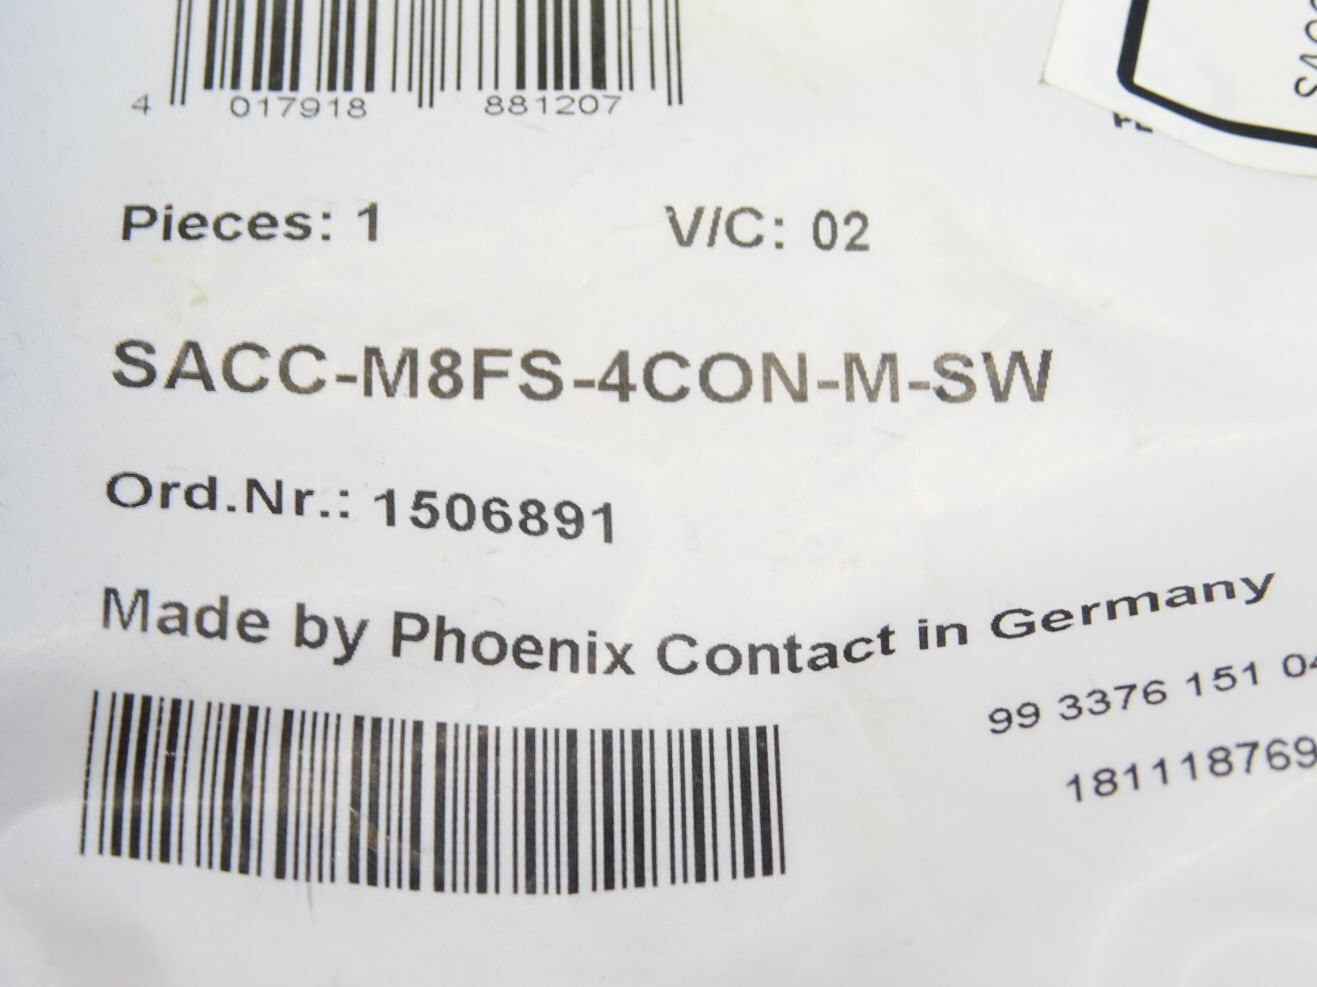 4 017918 881207
Pieces: 1 V/C: 02
SACC-M8FS-4CON-M-SW
Ord.Nr.: 1506891
Made by Phoenix Contact in Germany
99 3376 151 04
181118769